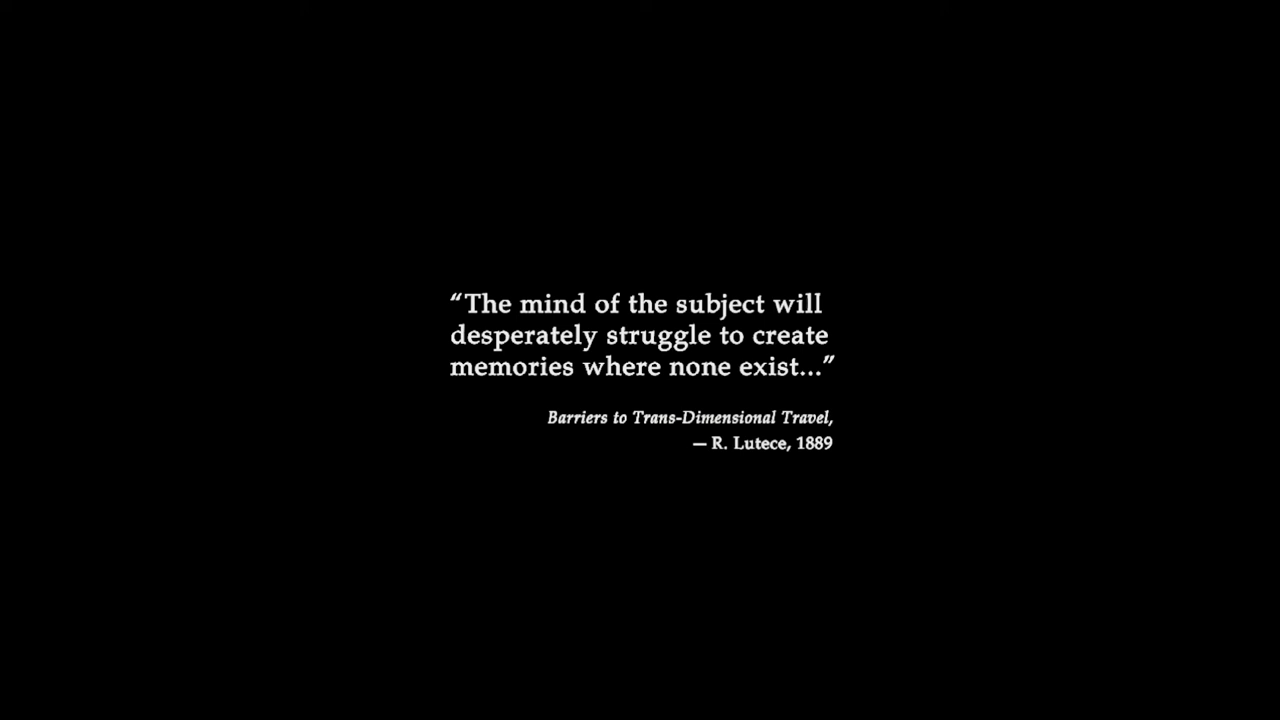 “The mind of the subject will
desperately struggle to create
memories where none exist...”
Barriers to Trans-Dimensional Travel,
— R. Lutece, 1889